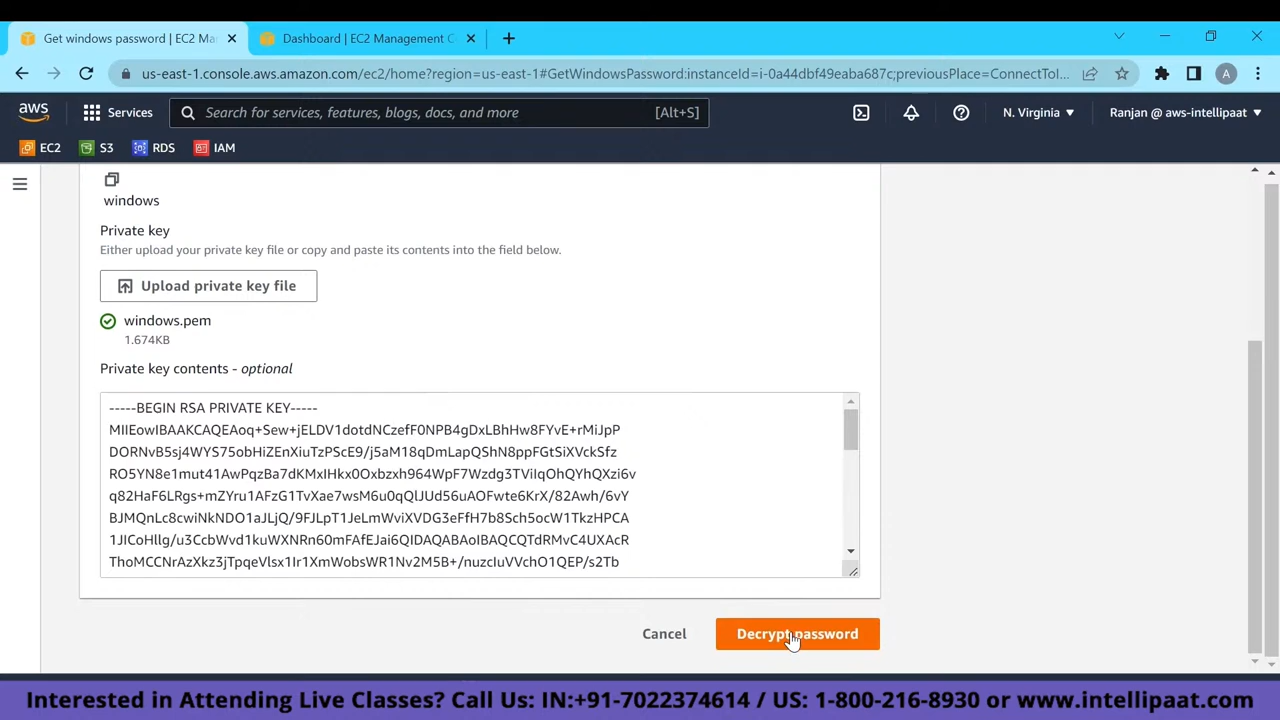 Get windows password | EC2 Ma
Dashboard | EC2 Management C
us-east-1.console.aws.amazon.com/ec2/home?region=us-east-1#GetWindowsPassword:instanceId=i-0a44dbf49eaba687c;previousPlace=ConnectToI...
A
aws
Services
Search for services, features, blogs, docs, and more
[Alt+S]
N. Virginia
Ranjan @ aws-intellipaat
EC2
S3
RDS
IAM
windows
Private key
Either upload your private key file or copy and paste its contents into the field below.
Upload private key file
windows.pem
1.674KB
Private key contents - optional
-----BEGIN RSA PRIVATE KEY-----
MIIEowIBAAKCAQEAoq+Sew+jELDV1dotdNCzefF0NPB4gDxLBhHw8FYvE+rMiJpP
DORNvB5sj4WYS75obHiZEnXiuTzPScE9/j5aM18qDmLapQShN8ppFGtSiXVckSfz
RO5YN8e1mut41AwPqzBa7dKMxIHkx0Oxbzxh964WpF7Wzdg3TViIqOhQYhQXzi6v
q82HaF6LRgs+mZYru1AFzG1TvXae7wsM6u0qQlJUd56uAOFwte6KrX/82Awh/6vY
BJMQnLc8cwiNkNDO1aJLjQ/9FJLpT1JeLmWviXVDG3eFfH7b8Sch5ocW1TkzHPCA
1JICoHllg/u3CcbWvd1kuWXNRn60mFAfEJai6QIDAQABAoIBAQCQTdRMvC4UXAcR
ThoMCCNrAzXkz3jTpqeVlsx1Ir1XmWobsWR1Nv2M5B+/nuzcIuVVchO1QEP/s2Tb
Cancel
Decrypt password
Interested in Attending Live Classes? Call Us: IN:+91-7022374614 / US: 1-800-216-8930 or www.intellipaat.com